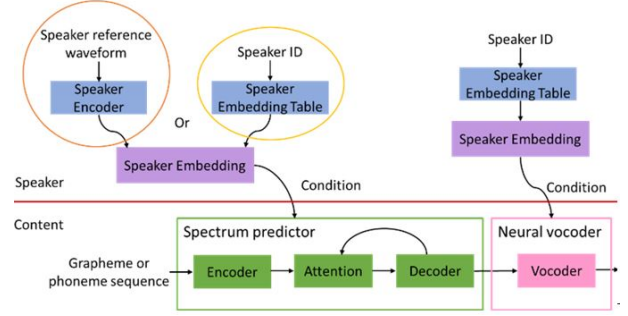 Speaker reference
waveform
Speaker
Encoder
Or
Speaker ID
Speaker
Embedding Table
Speaker Embedding
Condition
Speaker ID
Speaker
Embedding Table
Speaker Embedding
Condition
Speaker
Content
Spectrum predictor
Grapheme or
phoneme sequence
Encoder
Attention
Decoder
Neural vocoder
Vocoder